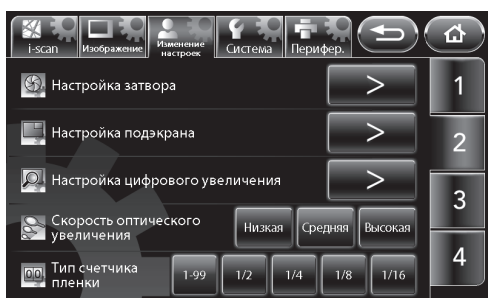 i-scan
Изображение
Изменение
настроек
Система
Перифер.
Настройка затвора
>
1
Настройка подэкрана
>
2
Настройка цифрового увеличения
>
3
Скорость оптического
увеличения
Низкая
Средняя
Высокая
4
Тип счетчика
пленки
1-99
1/2
1/4
1/8
1/16